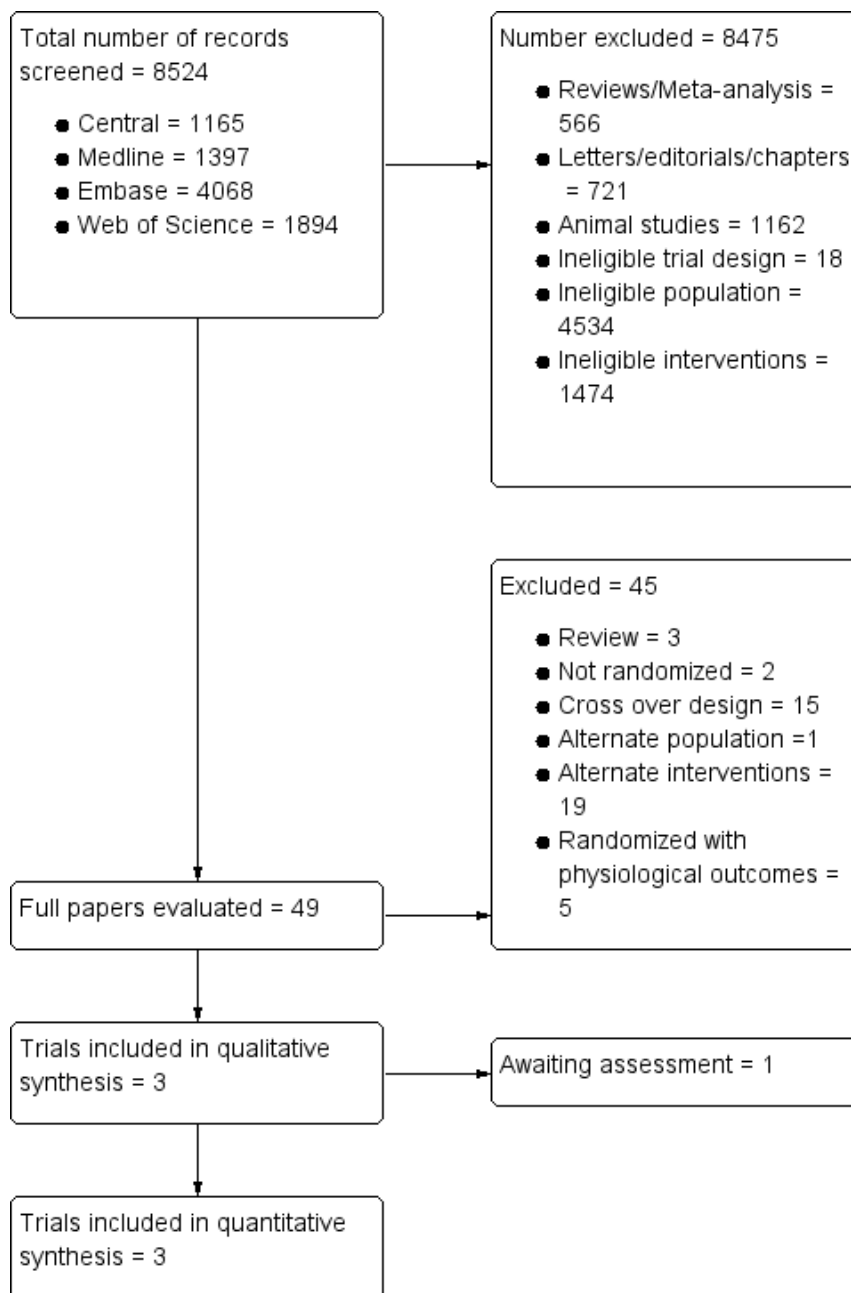 Total number of records
screened = 8524
● Central = 1165
● Medline = 1397
● Embase = 4068
● Web of Science = 1894
Number excluded = 8475
● Reviews/Meta-analysis =
566
● Letters/editorials/chapters
= 721
● Animal studies = 1162
● Ineligible trial design = 18
● Ineligible population =
4534
● Ineligible interventions =
1474
Excluded = 45
● Review = 3
● Not randomized = 2
● Cross over design = 15
● Alternate population =1
● Alternate interventions =
19
● Randomized with
physiological outcomes =
5
Full papers evaluated = 49
Trials included in qualitative
synthesis = 3
Awaiting assessment = 1
Trials included in quantitative
synthesis = 3